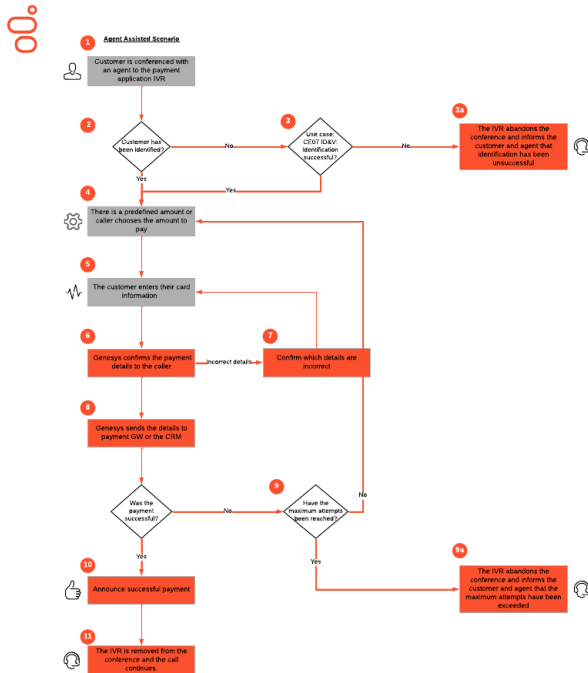 Agent Assisted Scenario
1
Customer is conferenced with
an agent to the payment
application IVR
2
Customer has
been identified?
No
3
Use case:
CE07 ID&V:
Identification
successful?
No
3a
The IVR abandons the
conference and informs the
customer and agent that
identification has been
unsuccessful
Yes
Yes
4
There is a predefined amount or
caller chooses the amount to
pay
5
The customer enters their card
information
6
Genesys confirms the payment
details to the caller
Incorrect details
7
Confirm which details are
incorrect
8
Genesys sends the details to
payment GW or the CRM
Was the
payment
successful?
No
9
Have the
maximum attempts
been reached?
No
Yes
Yes
9a
The IVR abandons the
conference and informs the
customer and agent that the
maximum attempts have been
exceeded
10
Announce successful payment
11
The IVR is removed from the
conference and the call
continues.